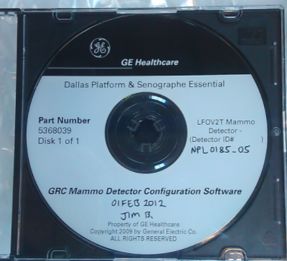 GE Healthcare
Dallas Platform & Senographe Essential
Part Number
5368039
Disk 1 of 1
LFOV2T Mammo
Detector -
(Detector ID#
NPL0185_05
GRC Mammo Detector Configuration Software
01FEB 2012
JIM B.
Property of GE Healthcare
Copyright 2009 by General Electric Co.
ALL RIGHTS RESERVED